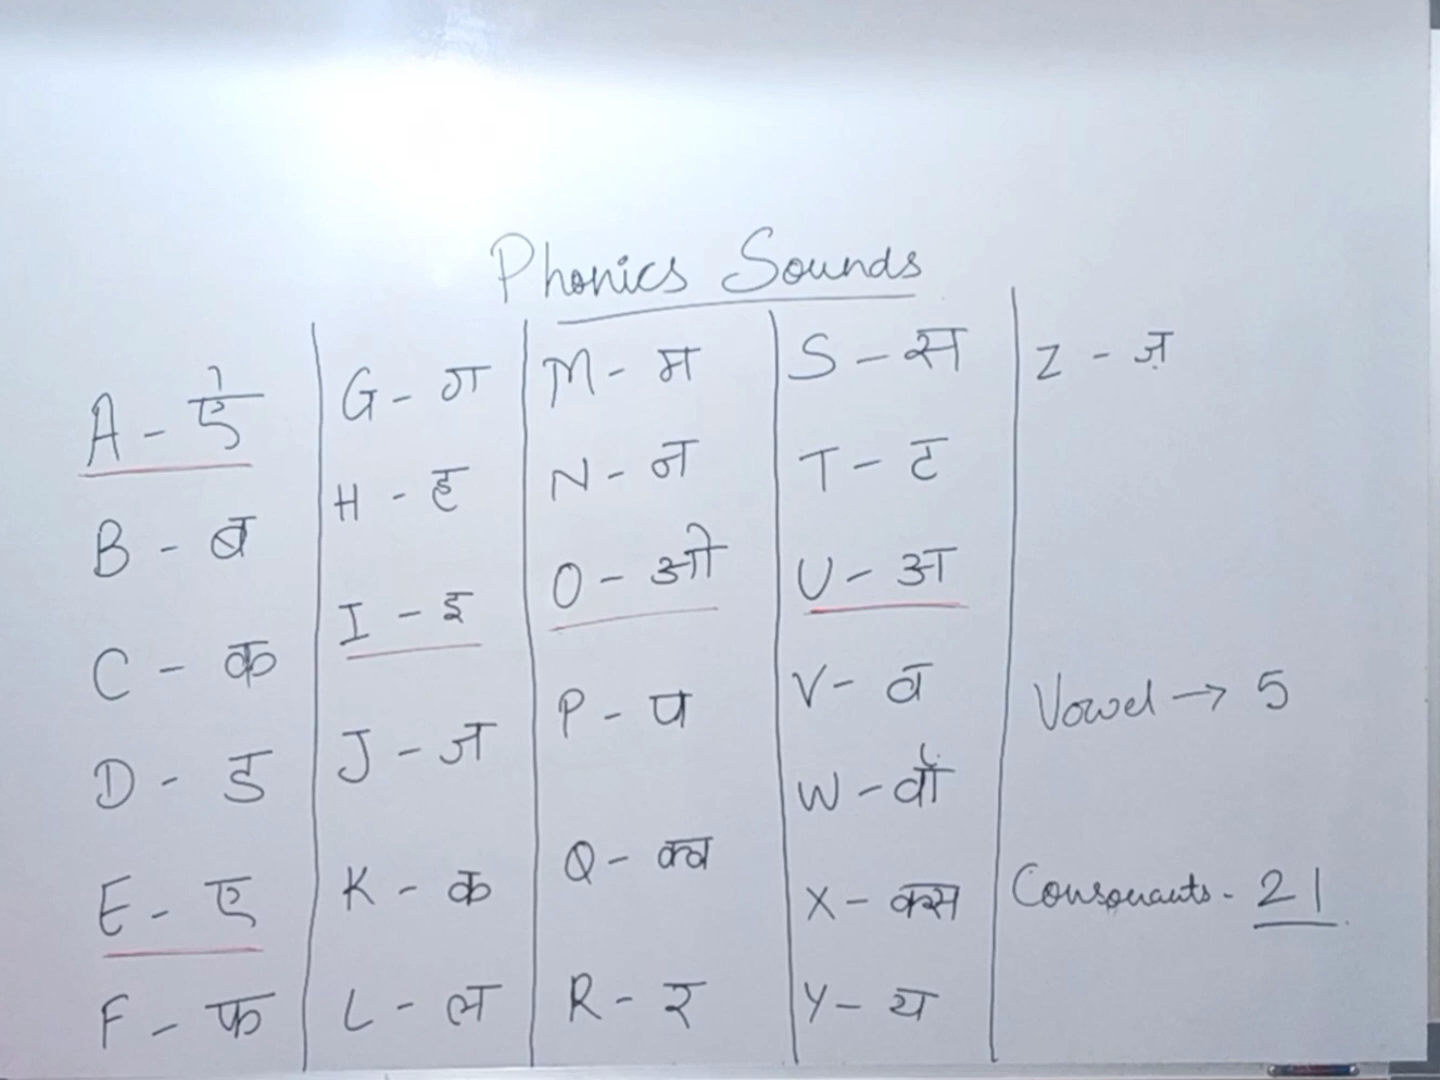 Phonics Sounds
A - ऐ
B - ब
C - क
D - ड
E - ए
F - फ
G - ग
H - ह
I - इ
J - ज
K - क
L - ल
M - म
N - न
O - ओ
P - प
Q - क्व
R - र
S - स
T - ट
U - अ
V - व
W - वॉ
X - क्स
Y - य
Z - ज़
Vowel → 5
Consonants - 21